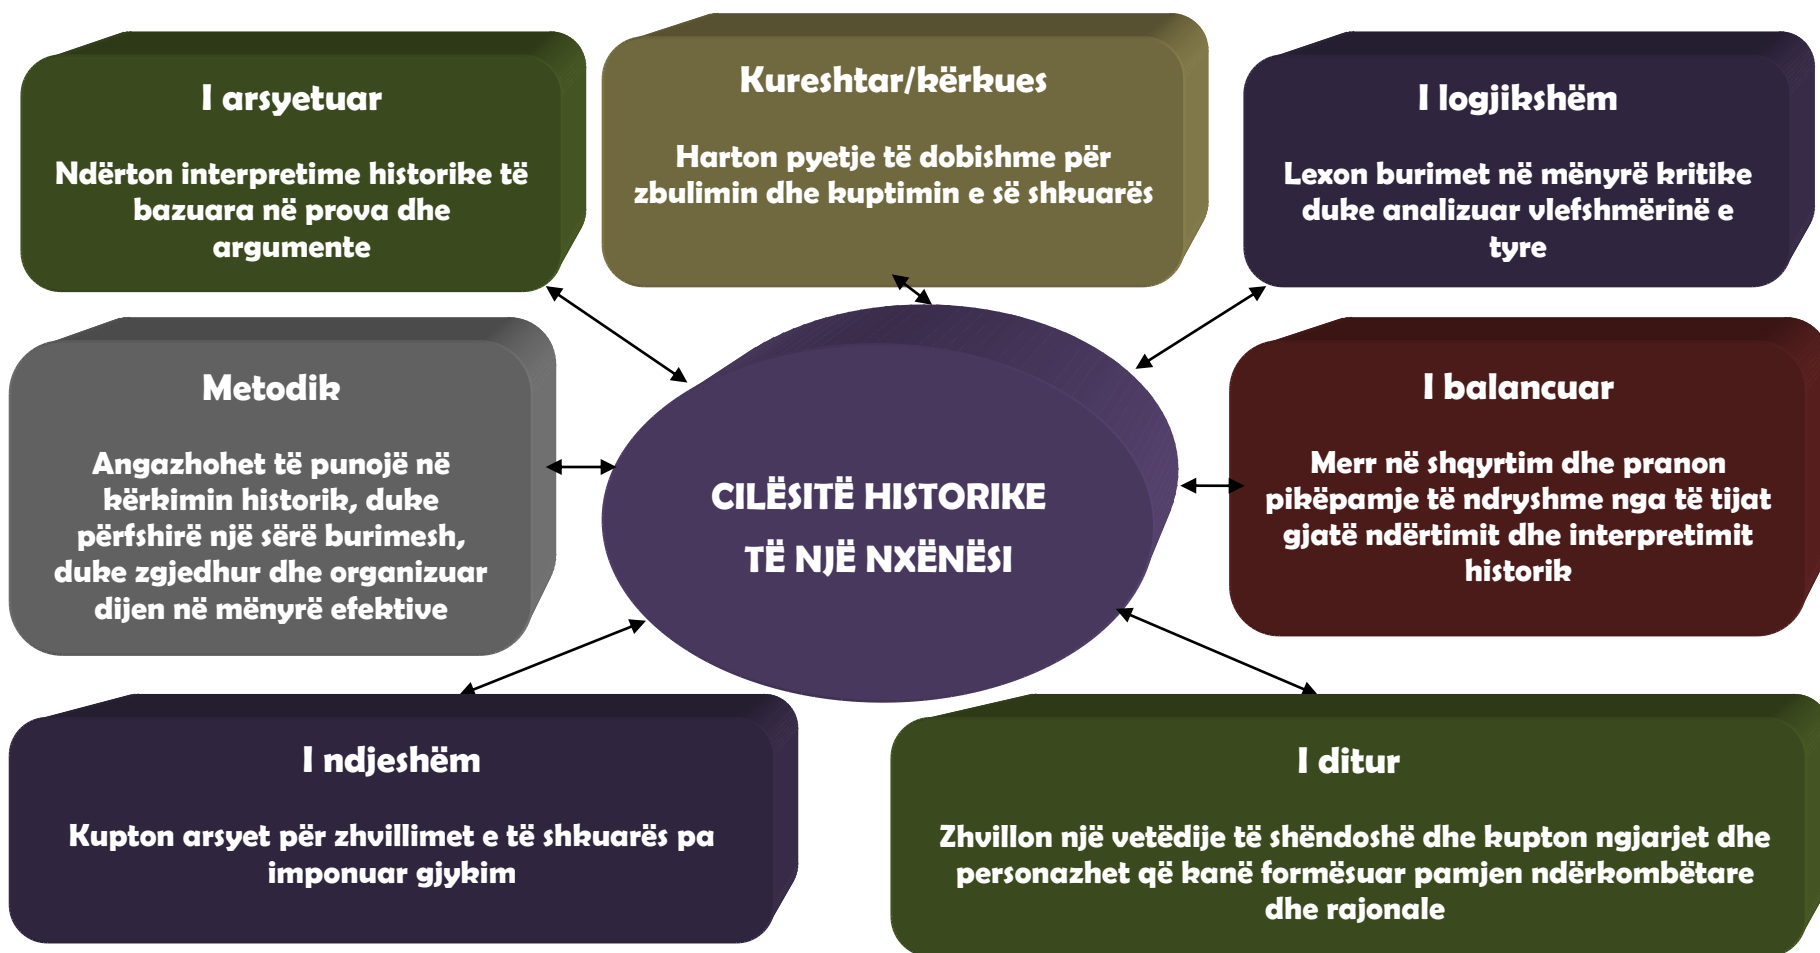 I arsyetuar
Ndërton interpretime historike të
bazuara në prova dhe
argumente
Kureshtar/kërkues
Harton pyetje të dobishme për
zbulimin dhe kuptimin e së shkuarës
I logjikshëm
Lexon burimet në mënyrë kritike
duke analizuar vlefshmërinë e
tyre
Metodik
Angazhohet të punojë në
kërkimin historik, duke
përfshirë një sërë burimesh,
duke zgjedhur dhe organizuar
dijen në mënyrë efektive
CILËSITË HISTORIKE
TË NJË NXËNËSI
I balancuar
Merr në shqyrtim dhe pranon
pikëpamje të ndryshme nga të tijat
gjatë ndërtimit dhe interpretimit
historik
I ndjeshëm
Kupton arsyet për zhvillimet e të shkuarës pa
imponuar gjykim
I ditur
Zhvillon një vetëdije të shëndoshë dhe kupton ngjarjet dhe
personazhet që kanë formësuar pamjen ndërkombëtare
dhe rajonale